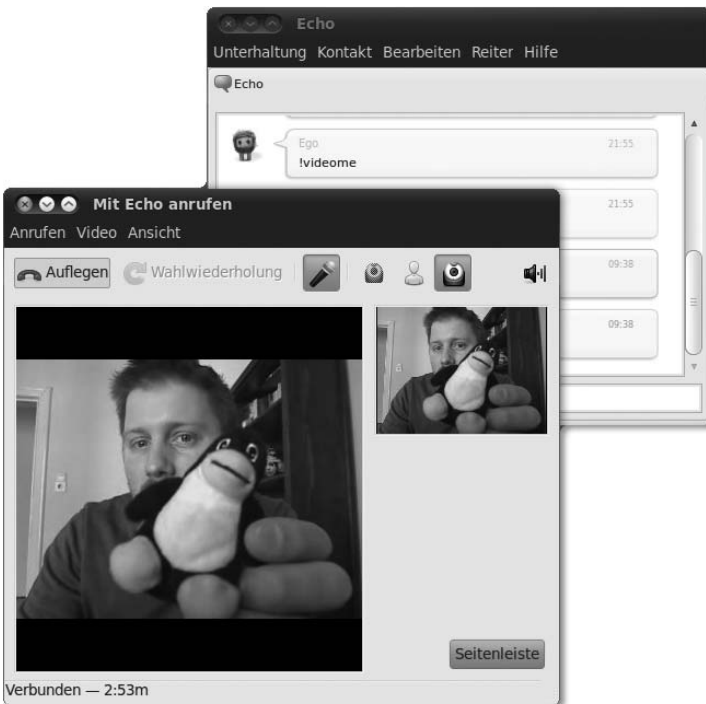 Echo
Unterhaltung Kontakt Bearbeiten Reiter Hilfe
Echo
Ego 21:55
!videome
21:55
09:38
09:38
Mit Echo anrufen
Anrufen Video Ansicht
Auflegen Wahlwiederholung
Seitenleiste
Verbunden — 2:53m